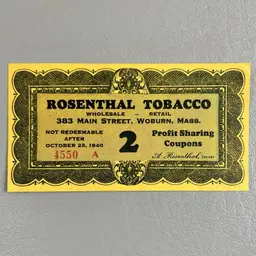 ROSENTHAL TOBACCO
WHOLESALE - RETAIL
383 MAIN STREET, WOBURN, MASS.
NOT REDEEMABLE
AFTER
OCTOBER 25, 1940
4550 A
2
Profit Sharing
Coupons
A. Rosenthal,